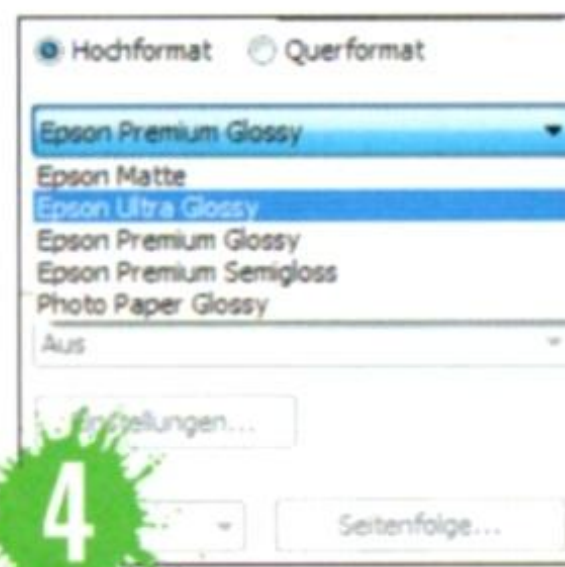 Hochformat Querformat
Epson Premium Glossy
Epson Matte
Epson Ultra Glossy
Epson Premium Glossy
Epson Premium Semigloss
Photo Paper Glossy
Aus
Einstellungen...
4
Seitenfolge...